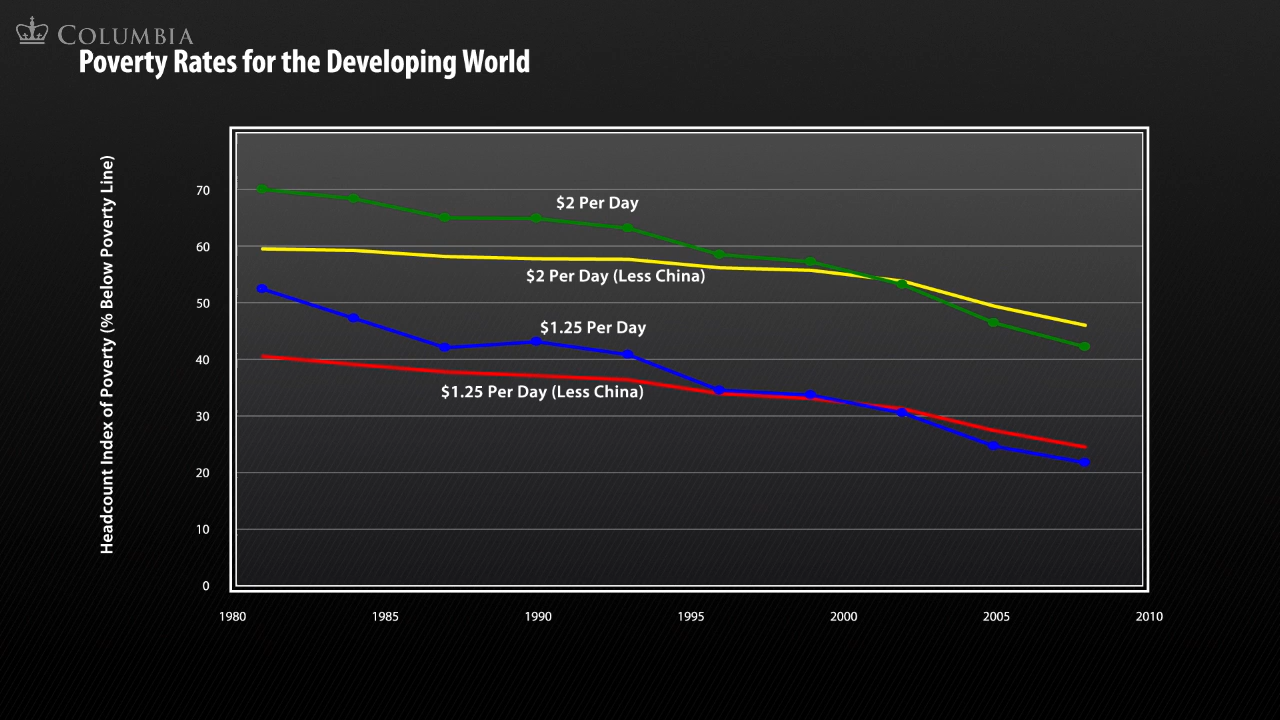 COLUMBIA
Poverty Rates for the Developing World
Headcount Index of Poverty (% Below Poverty Line)
70
60
50
40
30
20
10
0
$2 Per Day
$2 Per Day (Less China)
$1.25 Per Day
$1.25 Per Day (Less China)
1980 1985 1990 1995 2000 2005 2010